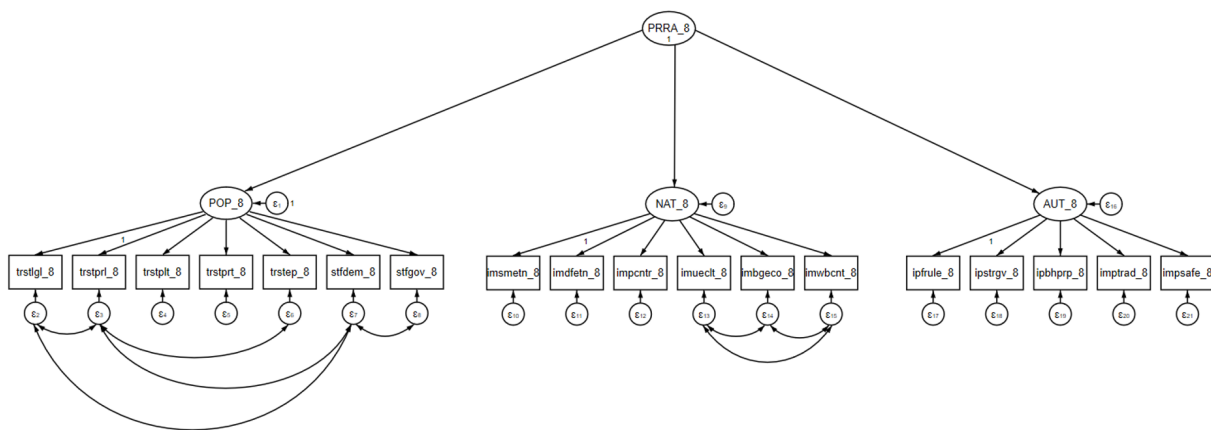 PRRA_8
1
POP_8 ε1 1 NAT_8 ε9 AUT_8 ε16
1 1 1
trstlgl_8 trstprl_8 trstplt_8 trstprt_8 trstep_8 stfdem_8 stfgov_8 imsmetn_8 imdfetn_8 impcntr_8 imueclt_8 imbgeco_8 imwbcnt_8 ipfrule_8 ipstrgv_8 ipbhprp_8 imptrad_8 impsafe_8
ε2 ε3 ε4 ε5 ε6 ε7 ε8 ε10 ε11 ε12 ε13 ε14 ε15 ε17 ε18 ε19 ε20 ε21